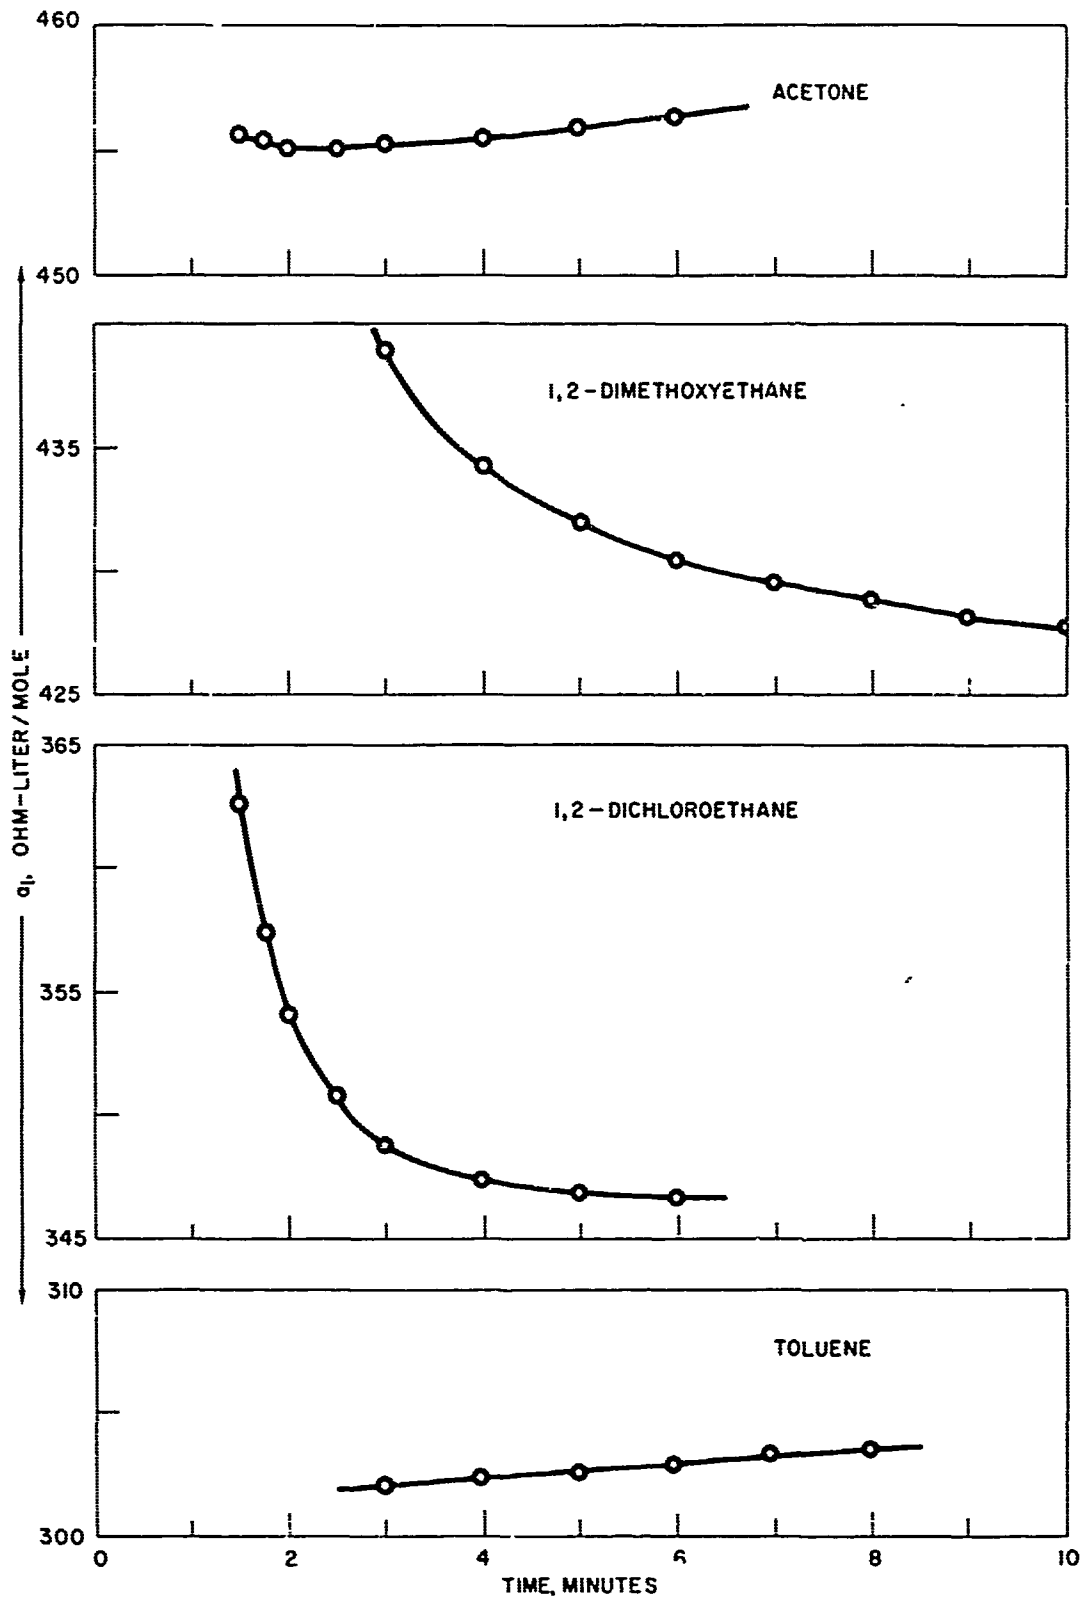 460
ACETONE
450
1,2-DIMETHOXYETHANE
435
425
365
1,2-DICHLOROETHANE
355
345
310
TOLUENE
300
0 2 4 6 8 10
TIME, MINUTES
a₁, OHM-LITER/MOLE